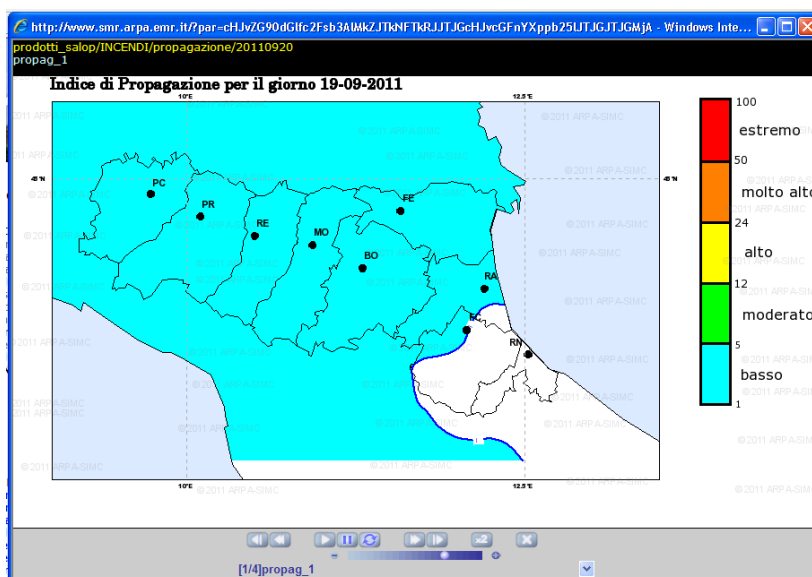 http://www.smr.arpa.emr.it/?par=cHJvZG90dGlfc2Fsb3AlMkZJTkNFTkRJJTJGcHJvcGFnYXppb25lJTJGJTJGMjA - Windows Inte...
prodotti_salop/INCENDI/propagazione/20110920
propag_1
Indice di Propagazione per il giorno 19-09-2011
10°E 12.5°E
©2011 ARPA-SIMC
100
estremo
50
45°N 45°N
molto alto
24
alto
12
moderato
5
basso
1
PC
PR
RE
MO
BO
FE
RA
FC
RN
1
10°E 12.5°E
x2
[1/4]propag_1